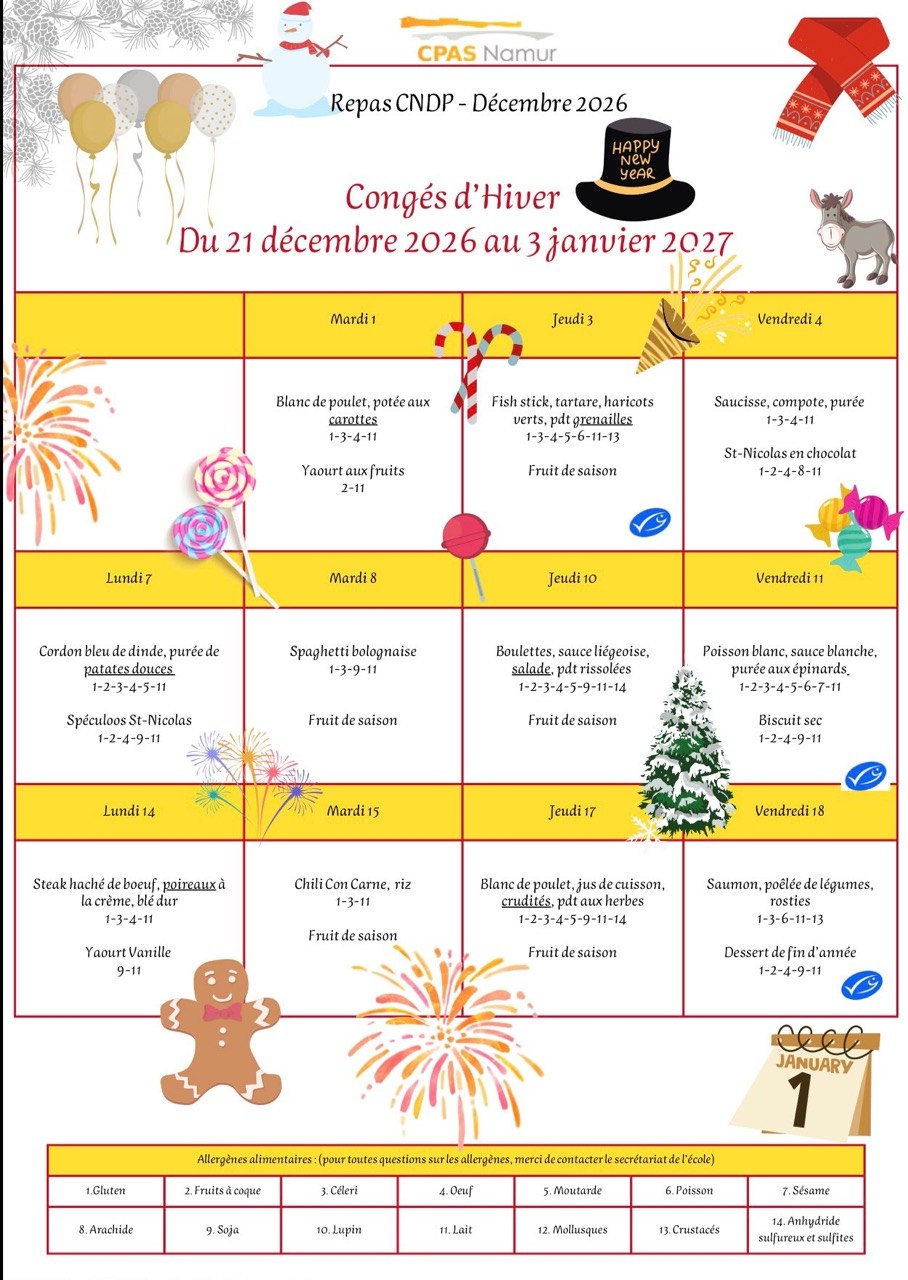 CPAS Namur
Repas CNDP - Décembre 2026
HAPPY
NEW
YEAR
Congés d'Hiver
Du 21 décembre 2026 au 3 janvier 2027
Mardi 1
Jeudi 3
Vendredi 4
Blanc de poulet, potée aux
carottes
1-3-4-11
Yaourt aux fruits
2-11
Fish stick, tartare, haricots
verts, pdt grenailles
1-3-4-5-6-11-13
Fruit de saison
Saucisse, compote, purée
1-3-4-11
St-Nicolas en chocolat
1-2-4-8-11
Lundi 7
Mardi 8
Jeudi 10
Vendredi 11
Cordon bleu de dinde, purée de
patates douces
1-2-3-4-5-11
Spéculoos St-Nicolas
1-2-4-9-11
Spaghetti bolognaise
1-3-9-11
Fruit de saison
Boulettes, sauce liégeoise,
salade, pdt rissolées
1-2-3-4-5-9-11-14
Fruit de saison
Poisson blanc, sauce blanche,
purée aux épinards
1-2-3-4-5-6-7-11
Biscuit sec
1-2-4-9-11
Lundi 14
Mardi 15
Jeudi 17
Vendredi 18
Steak haché de boeuf, poireaux à
la crème, blé dur
1-3-4-11
Yaourt Vanille
9-11
Chili Con Carne, riz
1-3-11
Fruit de saison
Blanc de poulet, jus de cuisson,
crudités, pdt aux herbes
1-2-3-4-5-9-11-14
Fruit de saison
Saumon, poêlée de légumes,
rosties
1-3-6-11-13
Dessert de fin d'année
1-2-4-9-11
JANUARY
1
Allergènes alimentaires : (pour toutes questions sur les allergènes, merci de contacter le secrétariat de l'école)
1.Gluten
2. Fruits à coque
3. Céleri
4. Oeuf
5. Moutarde
6. Poisson
7. Sésame
8. Arachide
9. Soja
10. Lupin
11. Lait
12. Mollusques
13. Crustacés
14. Anhydride
sulfureux et sulfites